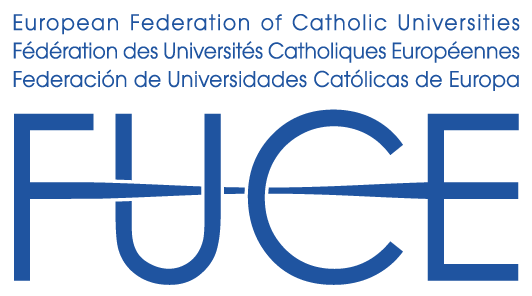 European Federation of Catholic Universities
Fédération des Universités Catholiques Européennes
Federación de Universidades Católicas de Europa
FUCE